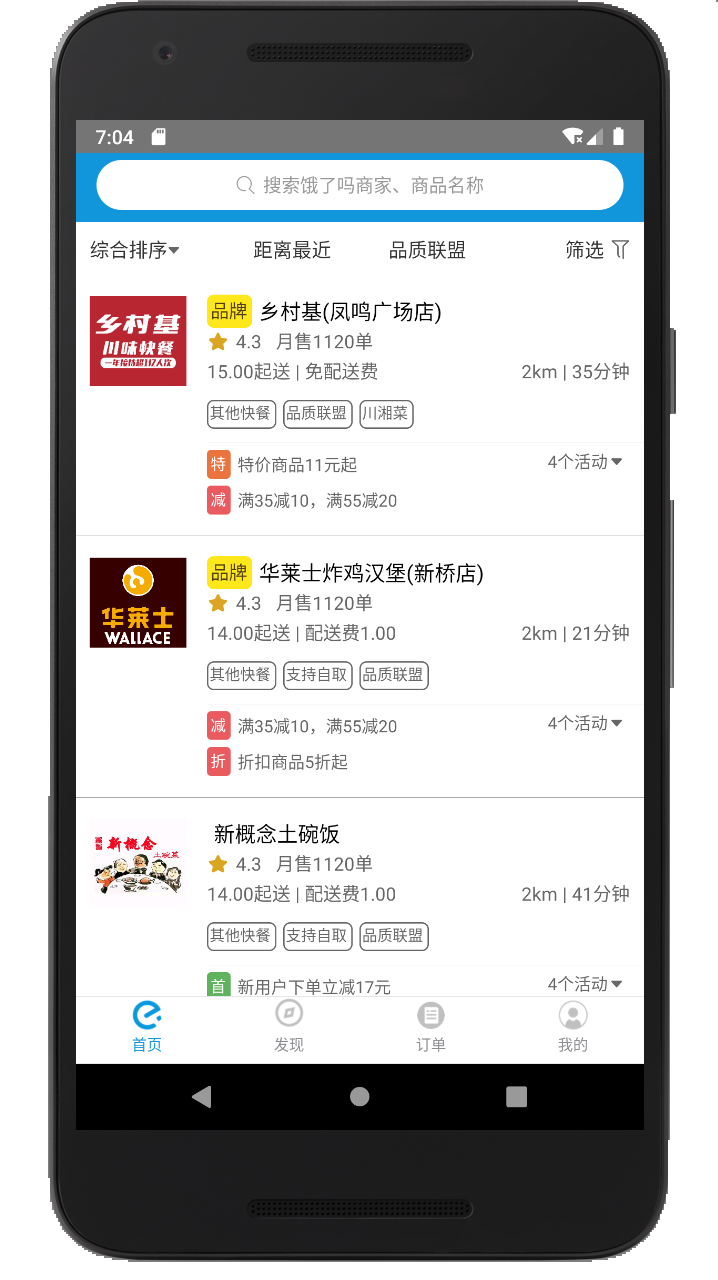 7:04
搜索饿了吗商家、商品名称
综合排序 距离最近 品质联盟 筛选
乡村基
川味快餐
一年接待超1亿人次
品牌 乡村基(凤鸣广场店)
4.3 月售1120单
15.00起送 | 免配送费 2km | 35分钟
其他快餐 品质联盟 川湘菜
特 特价商品11元起 4个活动
减 满35减10，满55减20
华莱士
WALLACE
品牌 华莱士炸鸡汉堡(新桥店)
4.3 月售1120单
14.00起送 | 配送费1.00 2km | 21分钟
其他快餐 支持自取 品质联盟
减 满35减10，满55减20 4个活动
折 折扣商品5折起
新概念
土碗菜
新概念土碗饭
4.3 月售1120单
14.00起送 | 配送费1.00 2km | 41分钟
其他快餐 支持自取 品质联盟
首 新用户下单立减17元 4个活动
首页 发现 订单 我的